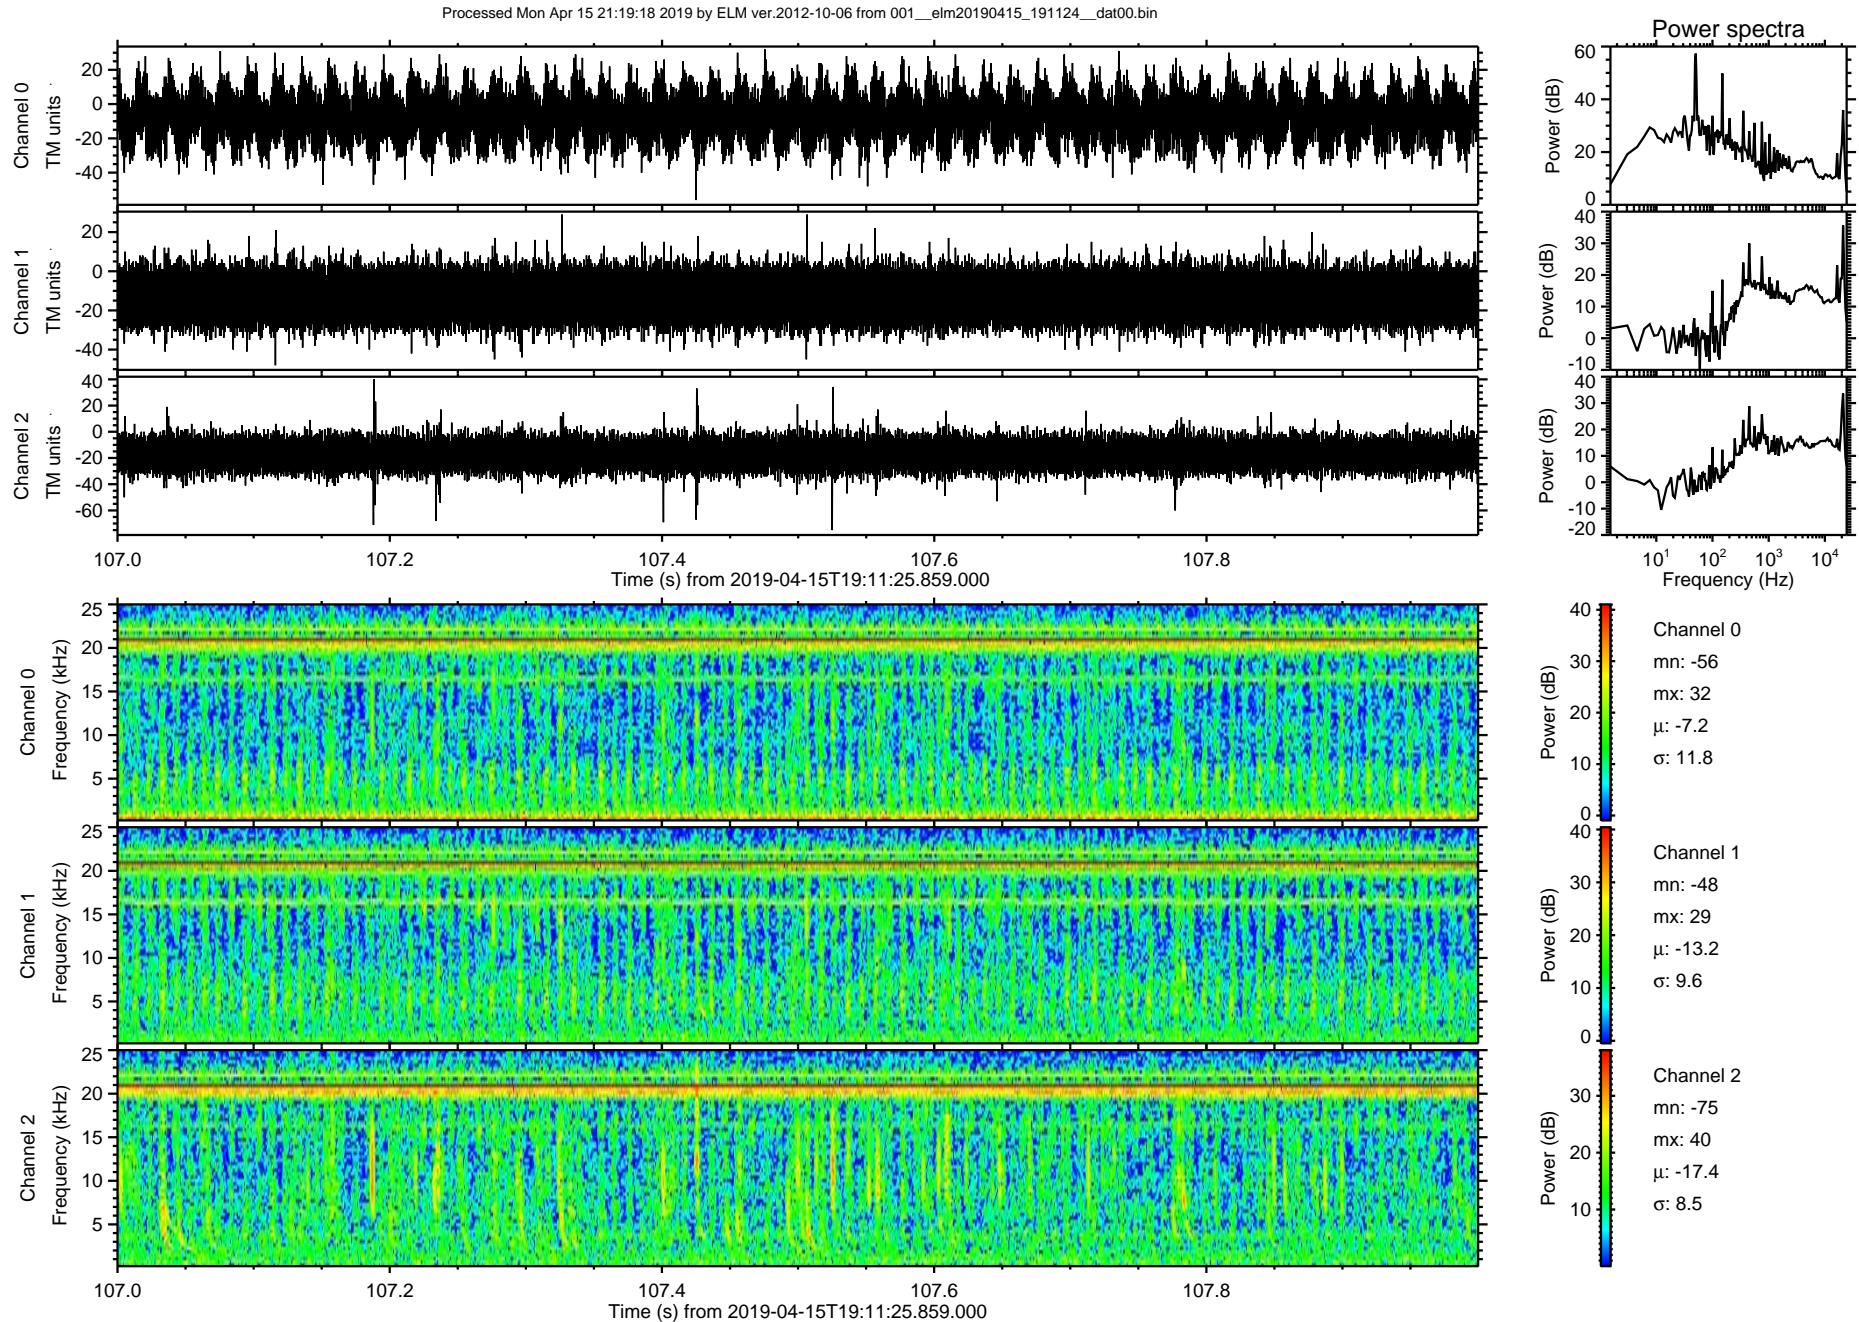 Processed Mon Apr 15 21:19:18 2019 by ELM ver.2012-10-06 from 001__elm20190415_191124__dat00.bin
Power spectra
Channel 0
TM units
20
0
-20
-40
Power (dB)
60
40
20
0
Channel 1
TM units
20
0
-20
-40
Power (dB)
40
30
20
10
0
-10
Channel 2
TM units
40
20
0
-20
-40
-60
Power (dB)
40
30
20
10
0
-10
-20
107.0 107.2 107.4 107.6 107.8
Time (s) from 2019-04-15T19:11:25.859.000
10¹ 10² 10³ 10⁴
Frequency (Hz)
Channel 0
Frequency (kHz)
25
20
15
10
5
Power (dB)
40
30
20
10
0
Channel 0
mn: -56
mx: 32
μ: -7.2
σ: 11.8
Channel 1
Frequency (kHz)
25
20
15
10
5
Power (dB)
40
30
20
10
0
Channel 1
mn: -48
mx: 29
μ: -13.2
σ: 9.6
Channel 2
Frequency (kHz)
25
20
15
10
5
Power (dB)
30
20
10
Channel 2
mn: -75
mx: 40
μ: -17.4
σ: 8.5
107.0 107.2 107.4 107.6 107.8
Time (s) from 2019-04-15T19:11:25.859.000